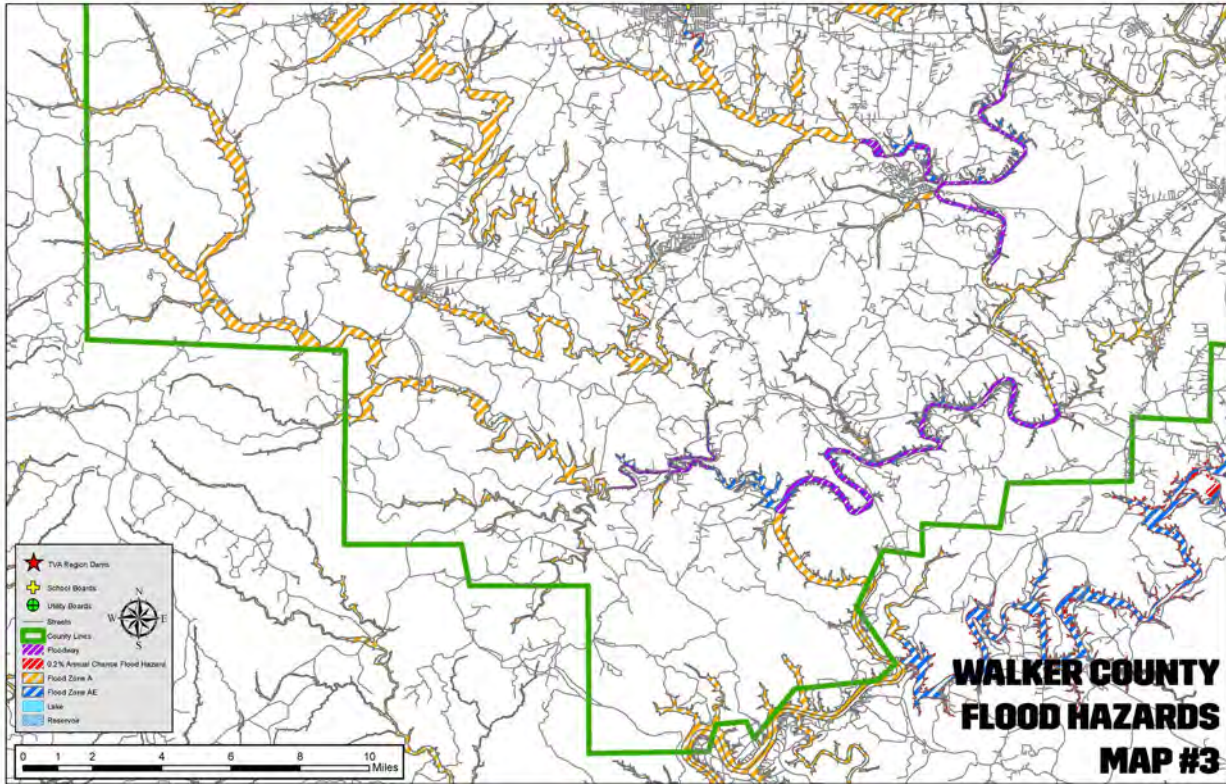 TVA Region Dams
School Boards
Utility Boards
Streets
County Lines
Floodway
0.2% Annual Chance Flood Hazard
Flood Zone A
Flood Zone AE
Lake
Reservoir
N
W E
S
0 1 2 4 6 8 10
Miles
WALKER COUNTY
FLOOD HAZARDS
MAP #3